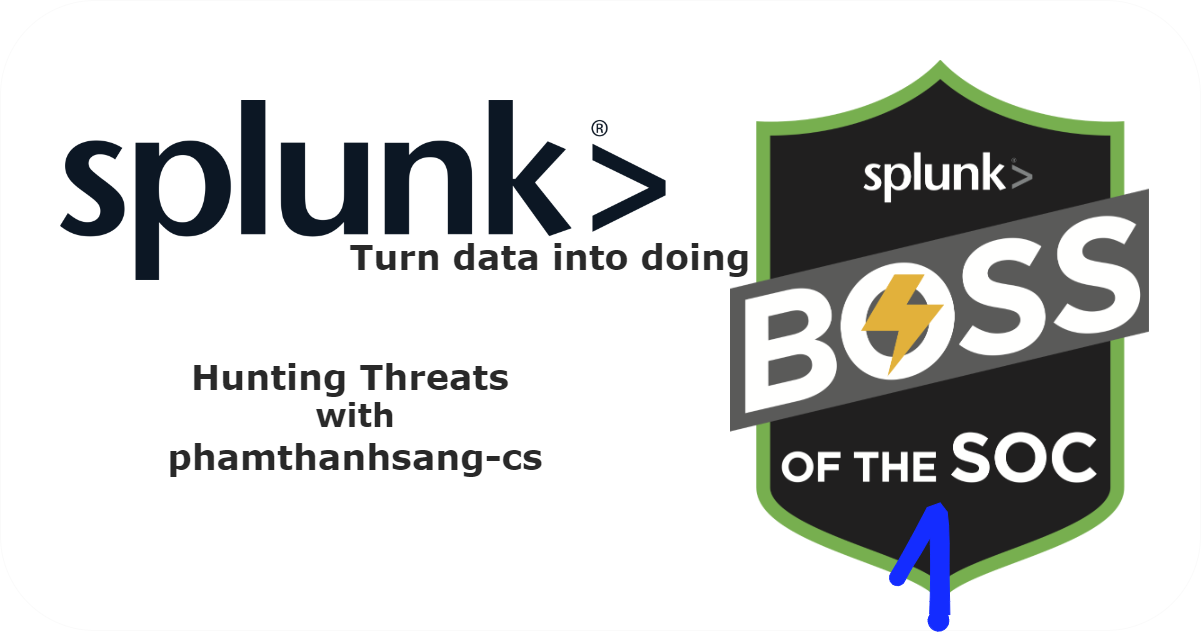 splunk>®
Turn data into doing
Hunting Threats
with
phamthanhsang-cs
splunk>
BOSS
OF THE SOC
1